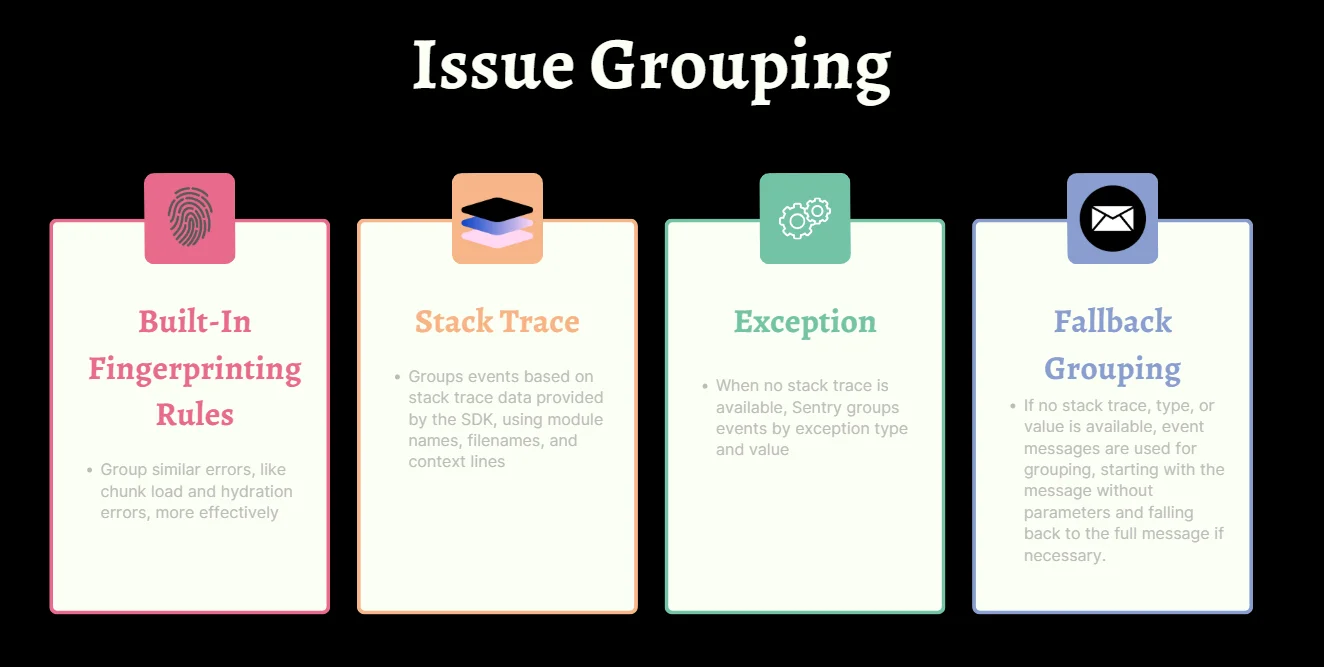 Issue Grouping
Built-In
Fingerprinting
Rules
• Group similar errors, like
chunk load and hydration
errors, more effectively
Stack Trace
• Groups events based on
stack trace data provided
by the SDK, using module
names, filenames, and
context lines
Exception
• When no stack trace is
available, Sentry groups
events by exception type
and value
Fallback
Grouping
• If no stack trace, type, or
value is available, event
messages are used for
grouping, starting with the
message without
parameters and falling
back to the full message if
necessary.